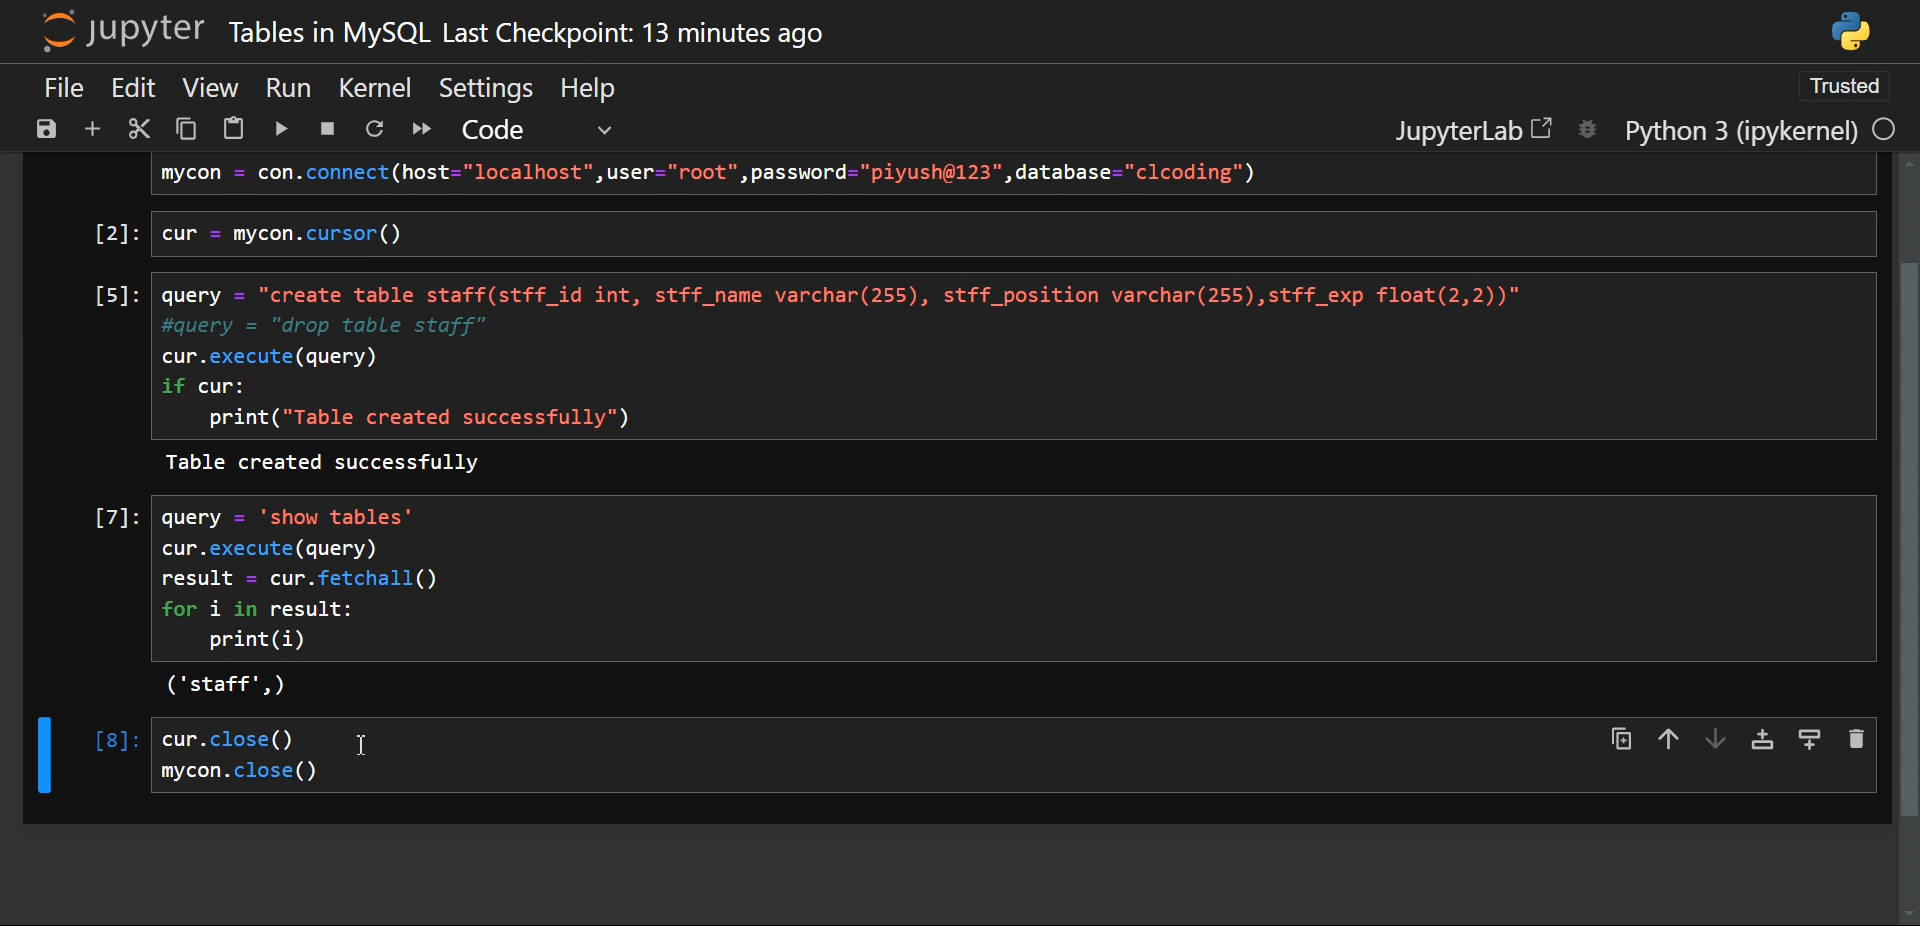 jupyter Tables in MySQL Last Checkpoint: 13 minutes ago
File Edit View Run Kernel Settings Help Trusted
Code JupyterLab Python 3 (ipykernel)
mycon = con.connect(host="localhost",user="root",password="piyush@123",database="clcoding")
[2]: cur = mycon.cursor()
[5]: query = "create table staff(stff_id int, stff_name varchar(255), stff_position varchar(255),stff_exp float(2,2))"
#query = "drop table staff"
cur.execute(query)
if cur:
    print("Table created successfully")
Table created successfully
[7]: query = 'show tables'
cur.execute(query)
result = cur.fetchall()
for i in result:
    print(i)
('staff',)
[8]: cur.close()
mycon.close()